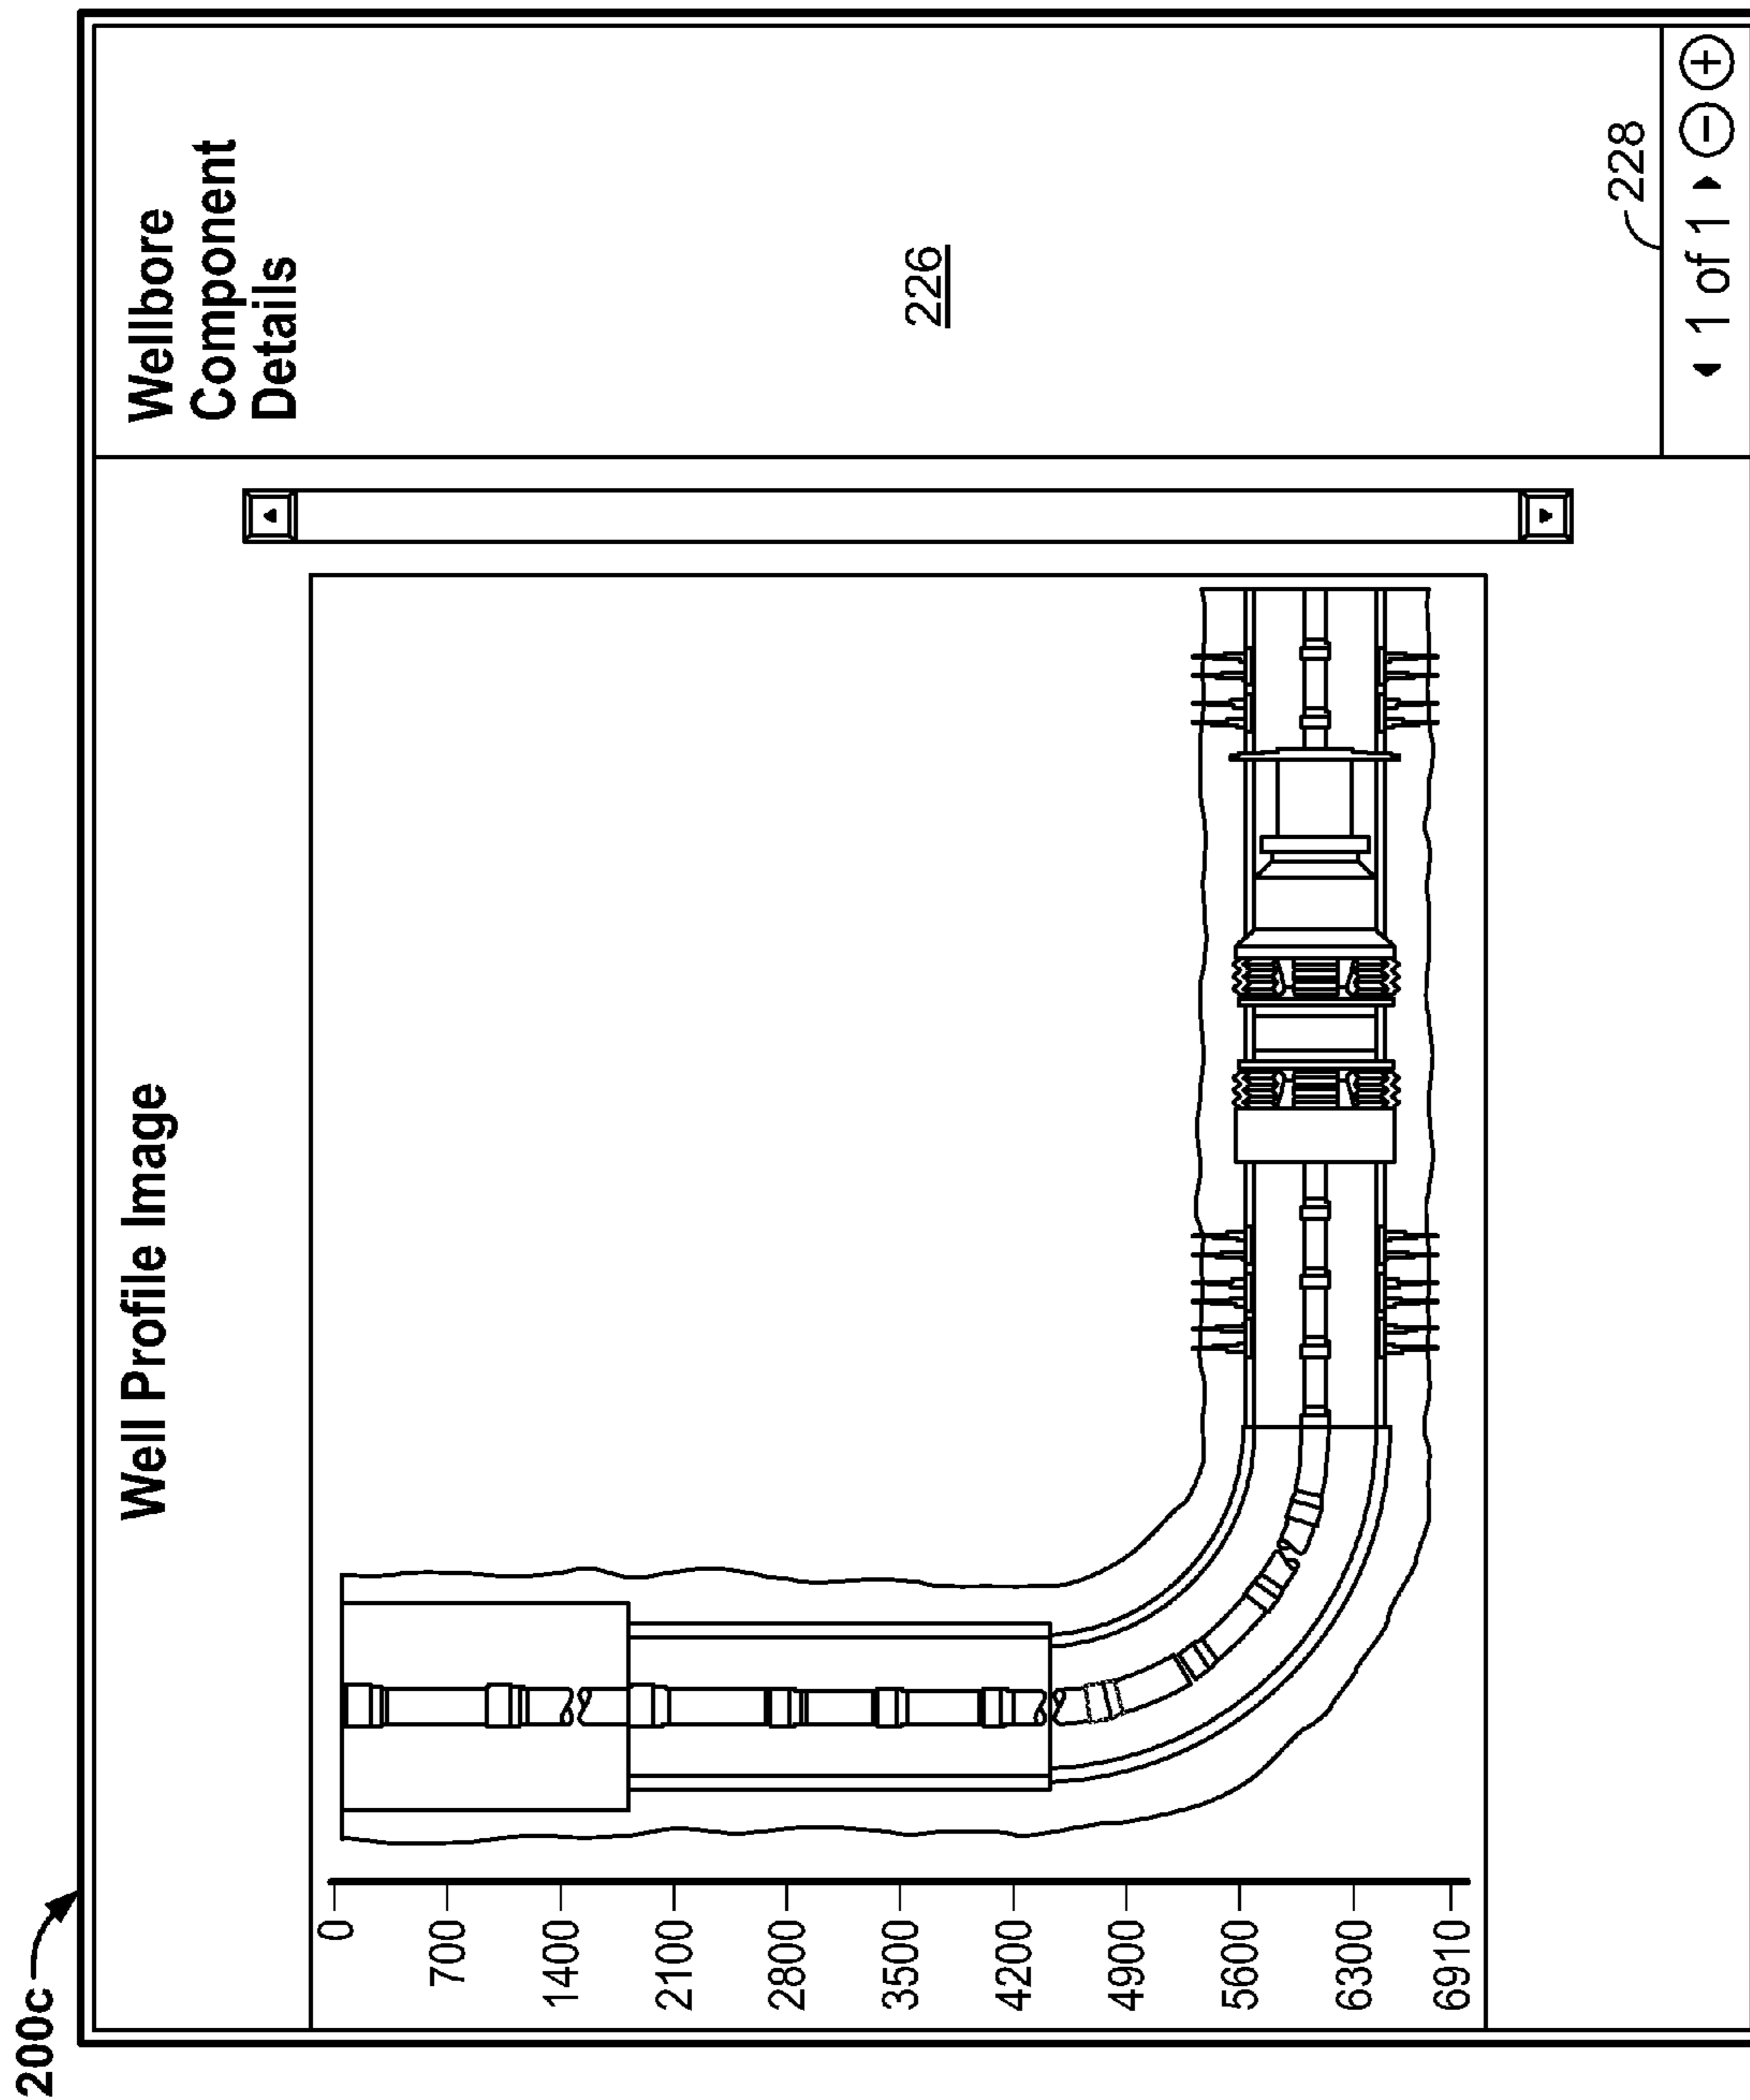 200c
Well Profile Image
Wellbore
Component
Details
0
700
1400
2100
2800
3500
4200
4900
5600
6300
6910
226
228
1 of 1